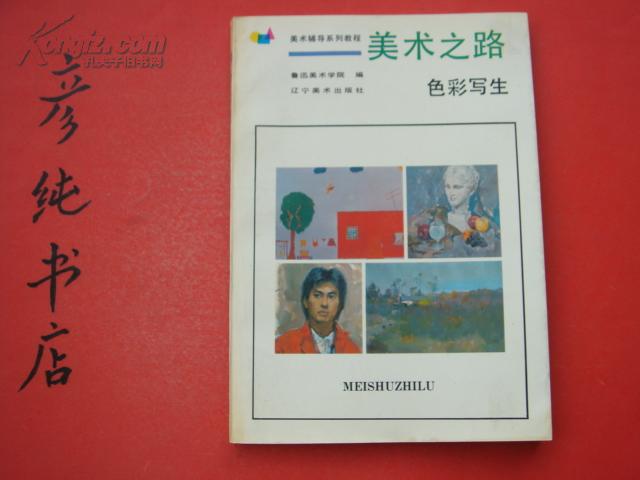 Kongfz.com
孔夫子旧书网
彦纯书店
美术辅导系列教程
美术之路
鲁迅美术学院 编
辽宁美术出版社
色彩写生
MEISHUZHILU